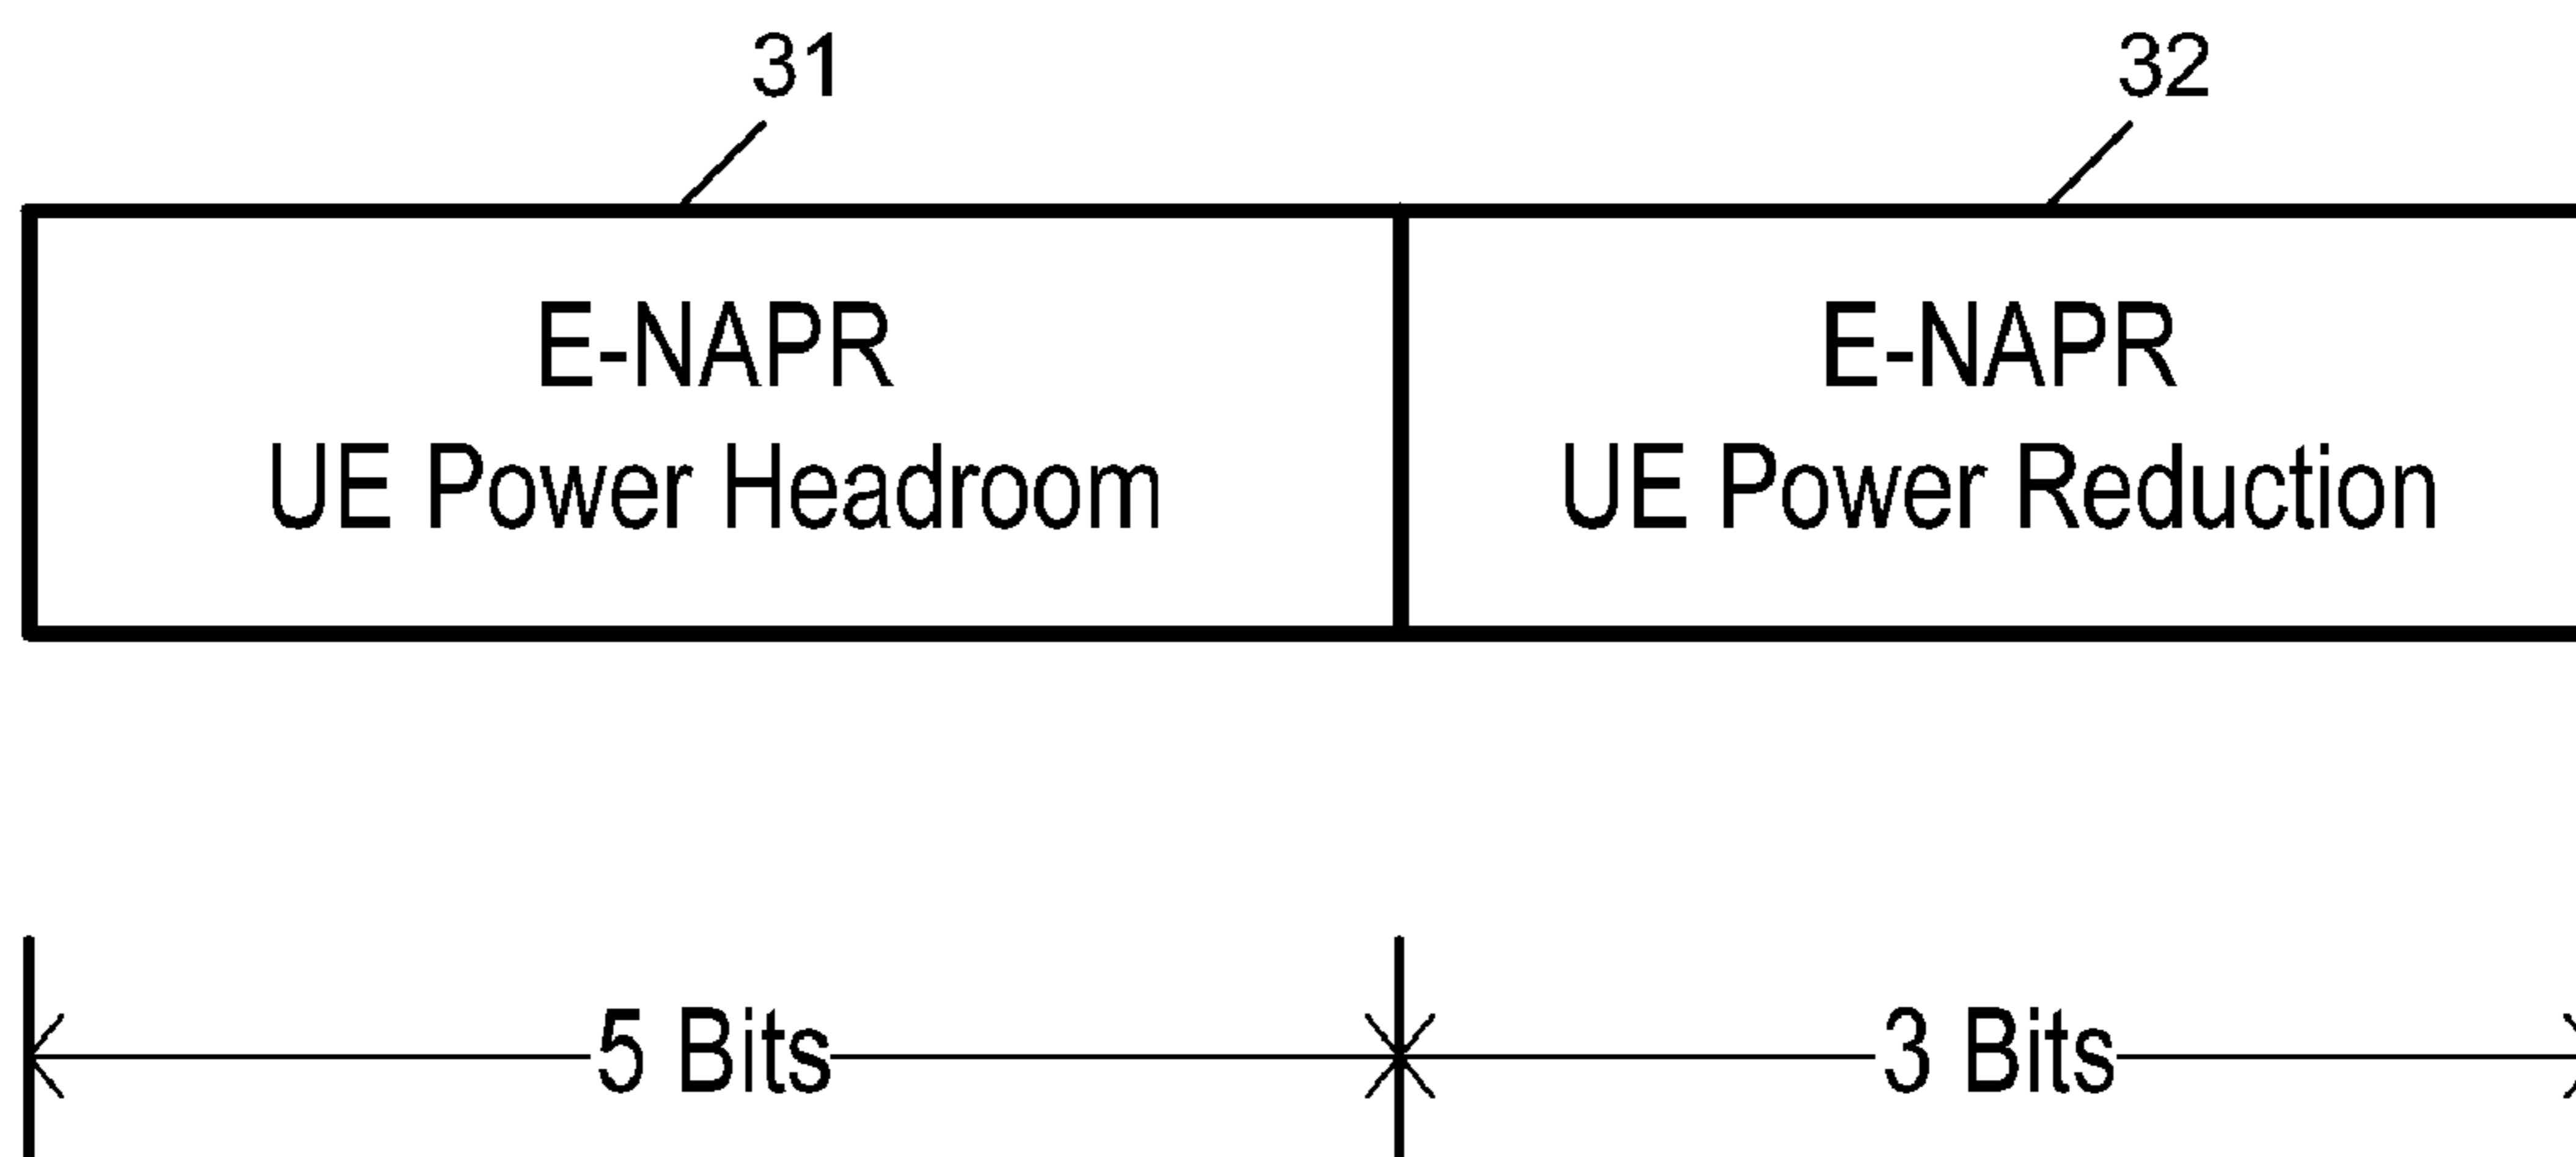 31
32
E-NAPR
UE Power Headroom
E-NAPR
UE Power Reduction
5 Bits
3 Bits